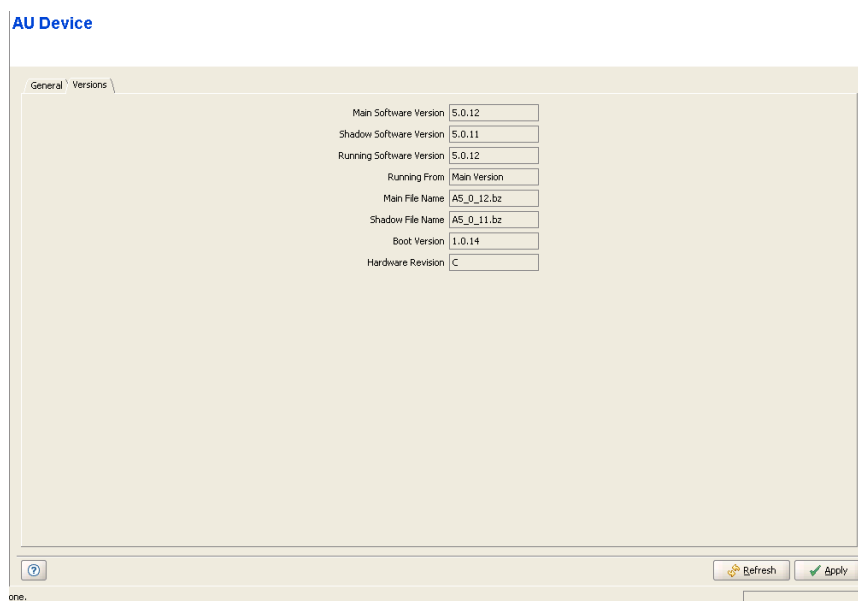 AU Device
General Versions
Main Software Version 5.0.12
Shadow Software Version 5.0.11
Running Software Version 5.0.12
Running From Main Version
Main File Name A5_0_12.bz
Shadow File Name A5_0_11.bz
Boot Version 1.0.14
Hardware Revision C
? Refresh Apply
one.